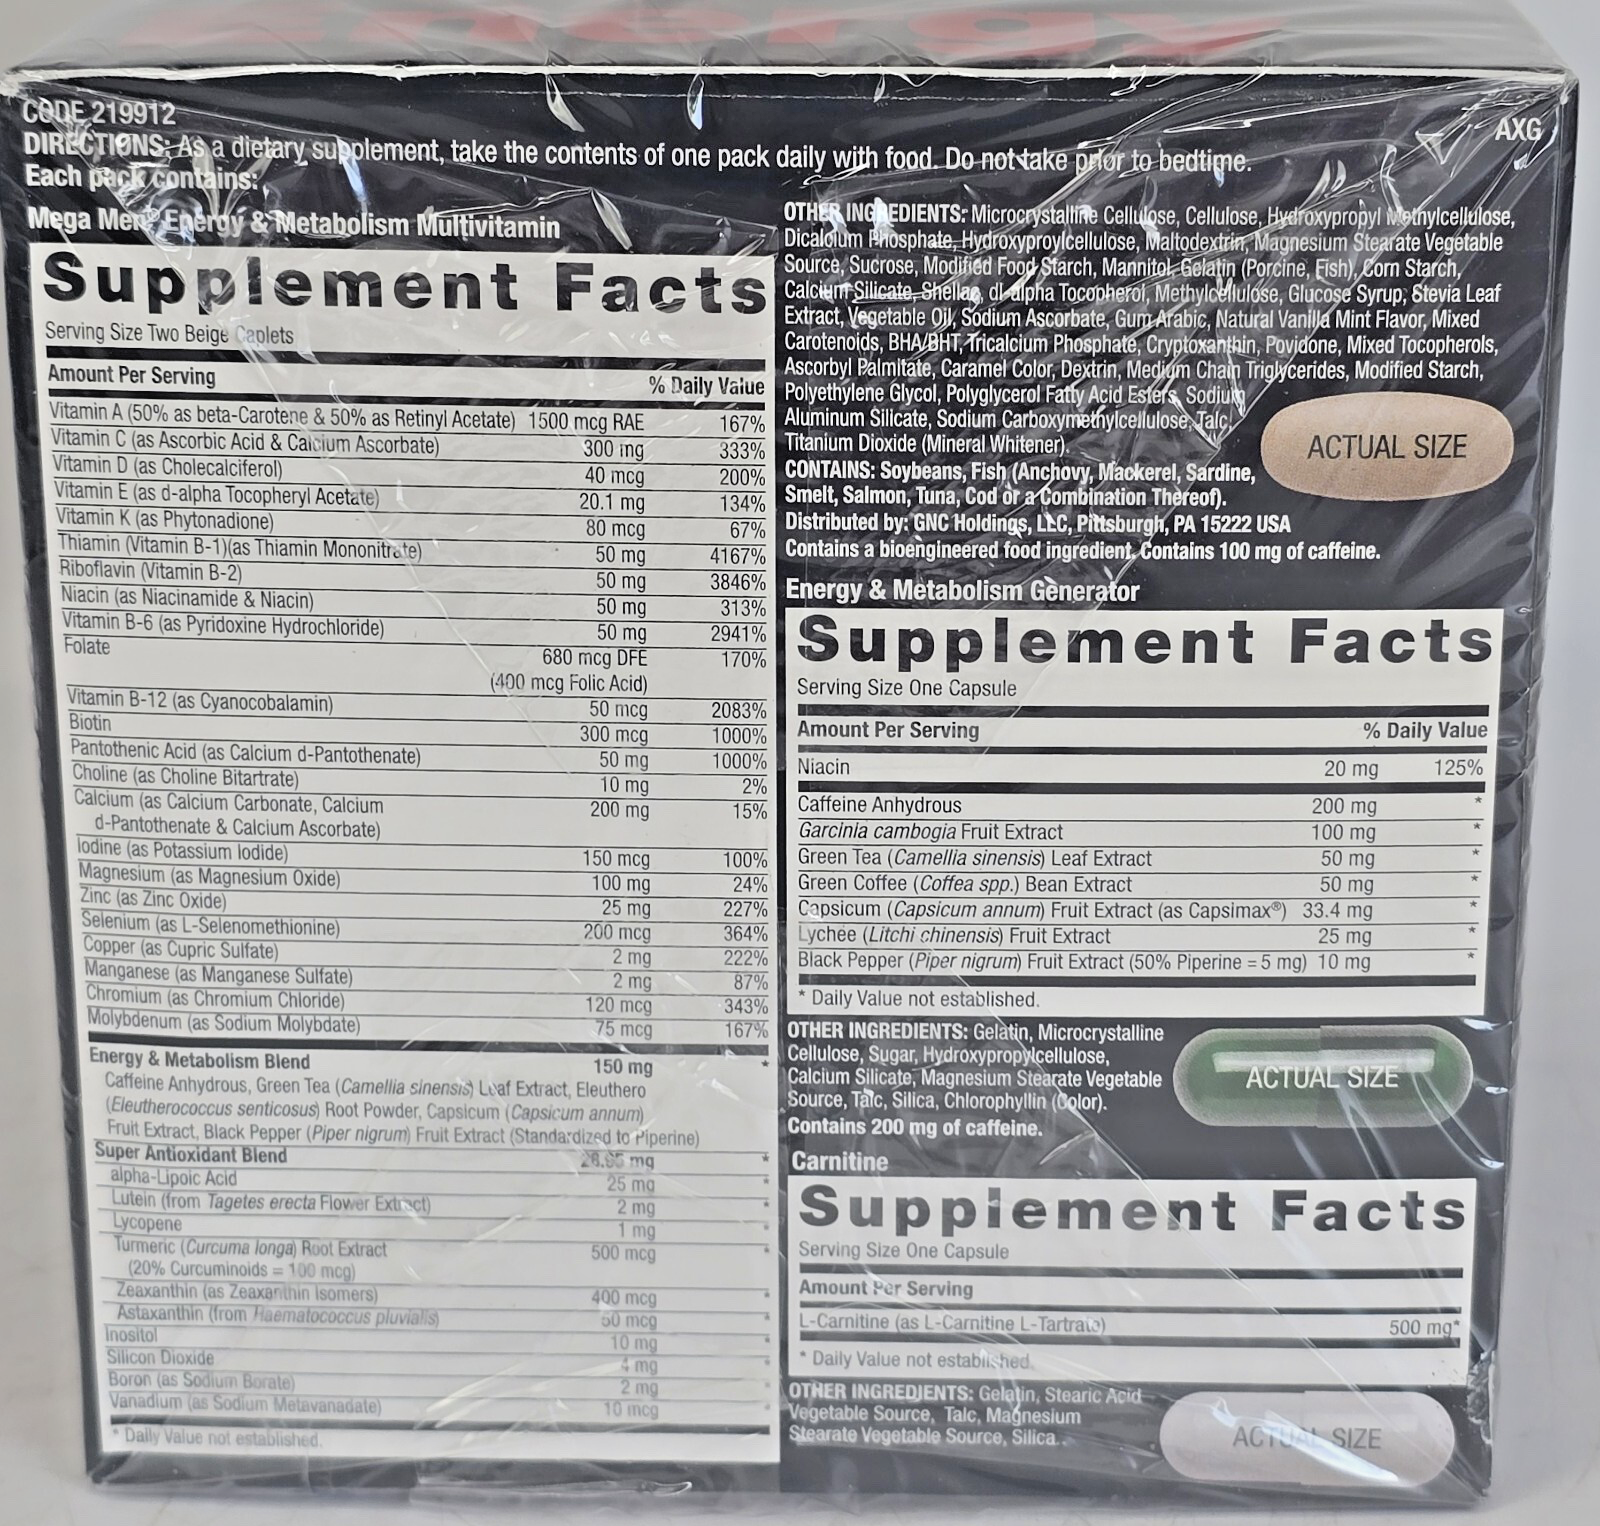 energy
CODE 219912
AXG
DIRECTIONS: As a dietary supplement, take the contents of one pack daily with food. Do not take prior to bedtime.
Each pack contains:
Mega Men® Energy & Metabolism Multivitamin
Supplement Facts
Serving Size Two Beige Caplets
Amount Per Serving % Daily Value
Vitamin A (50% as beta-Carotene & 50% as Retinyl Acetate) 1500 mcg RAE 167%
Vitamin C (as Ascorbic Acid & Calcium Ascorbate) 300 mg 333%
Vitamin D (as Cholecalciferol) 40 mcg 200%
Vitamin E (as d-alpha Tocopheryl Acetate) 20.1 mg 134%
Vitamin K (as Phytonadione) 80 mcg 67%
Thiamin (Vitamin B-1)(as Thiamin Mononitrate) 50 mg 4167%
Riboflavin (Vitamin B-2) 50 mg 3846%
Niacin (as Niacinamide & Niacin) 50 mg 313%
Vitamin B-6 (as Pyridoxine Hydrochloride) 50 mg 2941%
Folate 680 mcg DFE 170%
(400 mcg Folic Acid)
Vitamin B-12 (as Cyanocobalamin) 50 mcg 2083%
Biotin 300 mcg 1000%
Pantothenic Acid (as Calcium d-Pantothenate) 50 mg 1000%
Choline (as Choline Bitartrate) 10 mg 2%
Calcium (as Calcium Carbonate, Calcium 200 mg 15%
d-Pantothenate & Calcium Ascorbate)
Iodine (as Potassium Iodide) 150 mcg 100%
Magnesium (as Magnesium Oxide) 100 mg 24%
Zinc (as Zinc Oxide) 25 mg 227%
Selenium (as L-Selenomethionine) 200 mcg 364%
Copper (as Cupric Sulfate) 2 mg 222%
Manganese (as Manganese Sulfate) 2 mg 87%
Chromium (as Chromium Chloride) 120 mcg 343%
Molybdenum (as Sodium Molybdate) 75 mcg 167%
Energy & Metabolism Blend 150 mg *
Caffeine Anhydrous, Green Tea (Camellia sinensis) Leaf Extract, Eleuthero
(Eleutherococcus senticosus) Root Powder, Capsicum (Capsicum annum)
Fruit Extract, Black Pepper (Piper nigrum) Fruit Extract (Standardized to Piperine)
Super Antioxidant Blend 28.95 mg *
alpha-Lipoic Acid 25 mg *
Lutein (from Tagetes erecta Flower Extract) 2 mg *
Lycopene 1 mg *
Turmeric (Curcuma longa) Root Extract 500 mcg *
(20% Curcuminoids = 100 mcg)
Zeaxanthin (as Zeaxanthin Isomers) 400 mcg *
Astaxanthin (from Haematococcus pluvialis) 50 mcg *
Inositol 10 mg *
Silicon Dioxide 4 mg *
Boron (as Sodium Borate) 2 mg *
Vanadium (as Sodium Metavanadate) 10 mcg *
* Daily Value not established.
OTHER INGREDIENTS: Microcrystalline Cellulose, Cellulose, Hydroxypropyl Methylcellulose,
Dicalcium Phosphate, Hydroxyproylcellulose, Maltodextrin, Magnesium Stearate Vegetable
Source, Sucrose, Modified Food Starch, Mannitol, Gelatin (Porcine, Fish), Corn Starch,
Calcium Silicate, Shellac, dl-alpha Tocopherol, Methylcellulose, Glucose Syrup, Stevia Leaf
Extract, Vegetable Oil, Sodium Ascorbate, Gum Arabic, Natural Vanilla Mint Flavor, Mixed
Carotenoids, BHA/BHT, Tricalcium Phosphate, Cryptoxanthin, Povidone, Mixed Tocopherols,
Ascorbyl Palmitate, Caramel Color, Dextrin, Medium Chain Triglycerides, Modified Starch,
Polyethylene Glycol, Polyglycerol Fatty Acid Esters, Sodium
Aluminum Silicate, Sodium Carboxymethylcellulose, Talc,
Titanium Dioxide (Mineral Whitener).
ACTUAL SIZE
CONTAINS: Soybeans, Fish (Anchovy, Mackerel, Sardine,
Smelt, Salmon, Tuna, Cod or a Combination Thereof).
Distributed by: GNC Holdings, LLC, Pittsburgh, PA 15222 USA
Contains a bioengineered food ingredient. Contains 100 mg of caffeine.
Energy & Metabolism Generator
Supplement Facts
Serving Size One Capsule
Amount Per Serving % Daily Value
Niacin 20 mg 125%
Caffeine Anhydrous 200 mg *
Garcinia cambogia Fruit Extract 100 mg *
Green Tea (Camellia sinensis) Leaf Extract 50 mg *
Green Coffee (Coffea spp.) Bean Extract 50 mg *
Capsicum (Capsicum annum) Fruit Extract (as Capsimax®) 33.4 mg *
Lychee (Litchi chinensis) Fruit Extract 25 mg *
Black Pepper (Piper nigrum) Fruit Extract (50% Piperine = 5 mg) 10 mg *
* Daily Value not established.
OTHER INGREDIENTS: Gelatin, Microcrystalline
Cellulose, Sugar, Hydroxypropylcellulose,
Calcium Silicate, Magnesium Stearate Vegetable
Source, Talc, Silica, Chlorophyllin (Color).
ACTUAL SIZE
Contains 200 mg of caffeine.
Carnitine
Supplement Facts
Serving Size One Capsule
Amount Per Serving
L-Carnitine (as L-Carnitine L-Tartrate) 500 mg*
* Daily Value not established.
OTHER INGREDIENTS: Gelatin, Stearic Acid
Vegetable Source, Talc, Magnesium
Stearate Vegetable Source, Silica.
ACTUAL SIZE